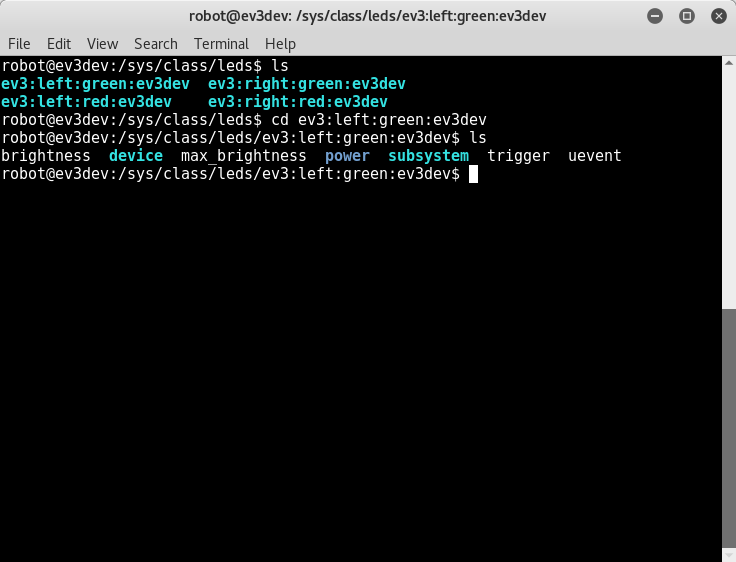 robot@ev3dev: /sys/class/leds/ev3:left:green:ev3dev
File Edit View Search Terminal Help
robot@ev3dev:/sys/class/leds$ ls
ev3:left:green:ev3dev  ev3:right:green:ev3dev
ev3:left:red:ev3dev    ev3:right:red:ev3dev
robot@ev3dev:/sys/class/leds$ cd ev3:left:green:ev3dev
robot@ev3dev:/sys/class/leds/ev3:left:green:ev3dev$ ls
brightness  device  max_brightness  power  subsystem  trigger  uevent
robot@ev3dev:/sys/class/leds/ev3:left:green:ev3dev$